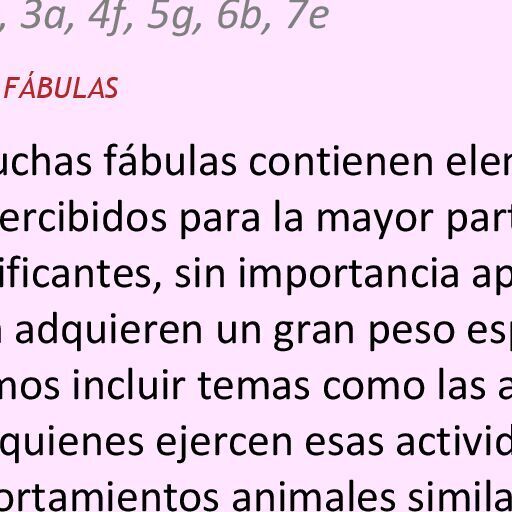 , 3a, 4f, 5g, 6b, 7e
FÁBULAS
uchas fábulas contienen eler
ercibidos para la mayor part
ificantes, sin importancia ap
adquieren un gran peso esp
mos incluir temas como las a
quienes ejercen esas activid
ortamientos animales simila